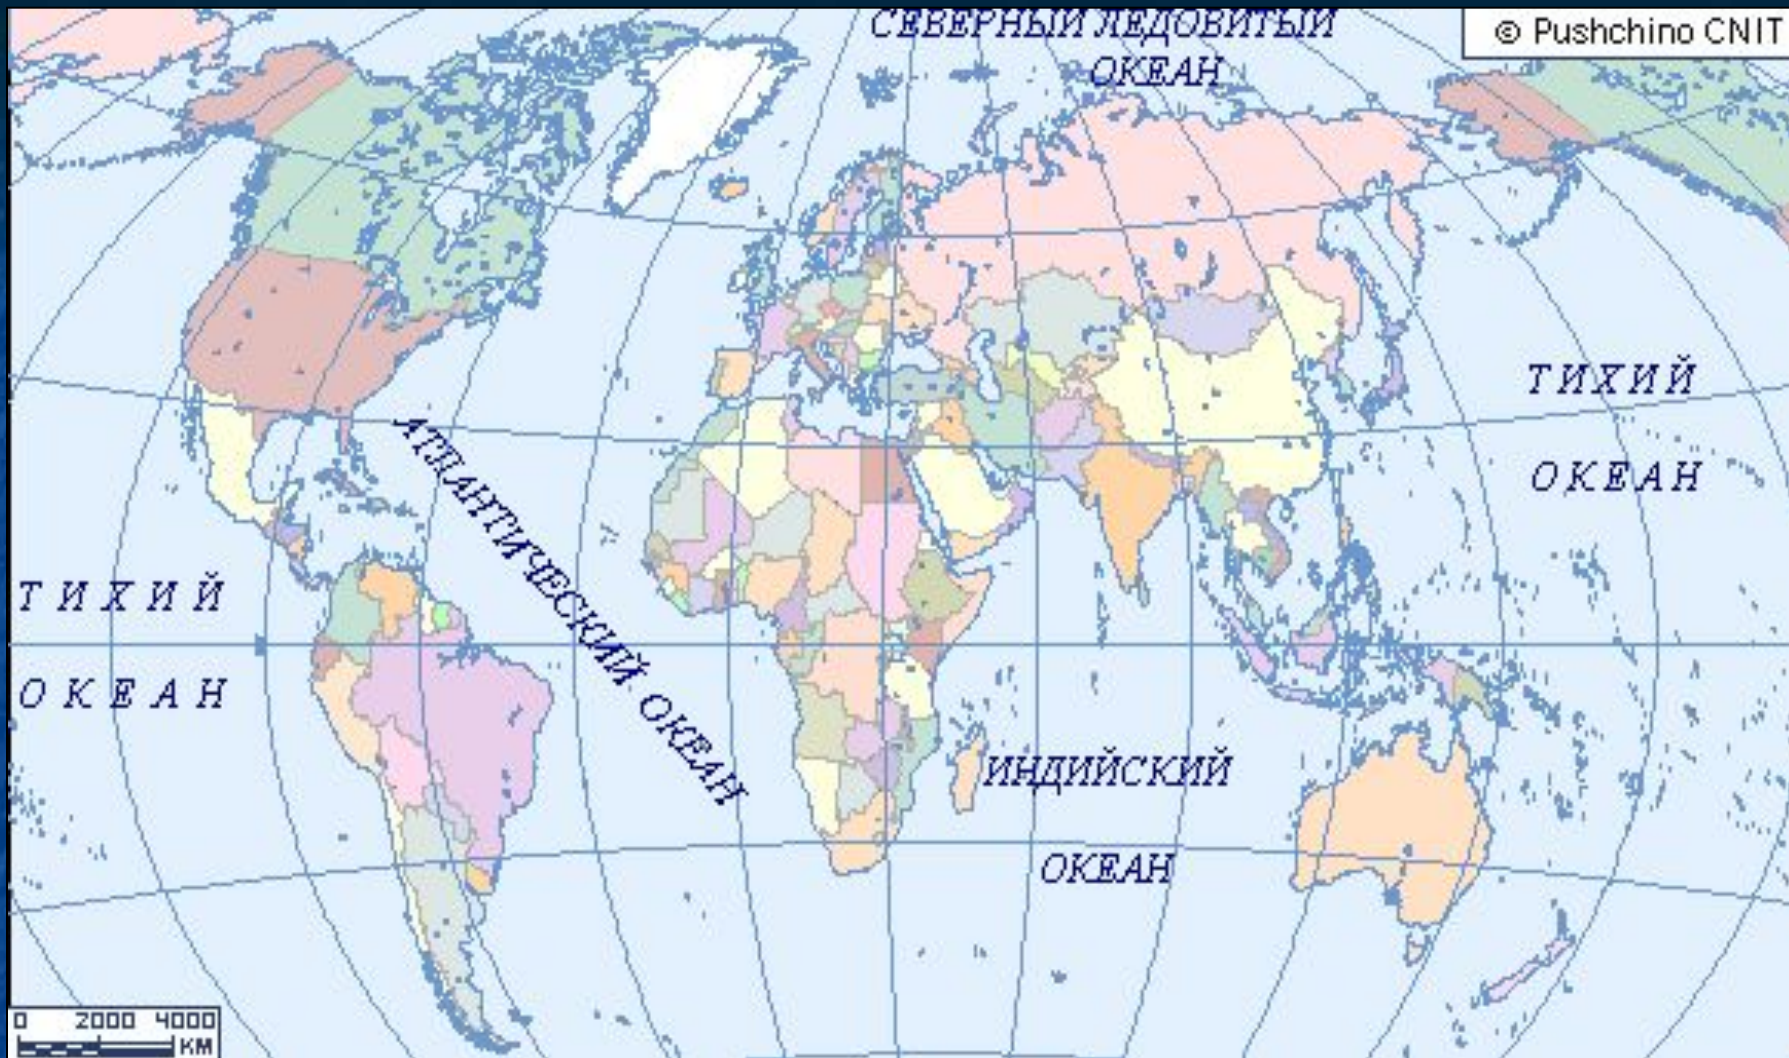 СЕВЕРНЫЙ ЛЕДОВИТЫЙ
ОКЕАН
© Pushchino CNIT
ТИХИЙ
ОКЕАН
АТЛАНТИЧЕСКИЙ ОКЕАН
ТИХИЙ
ОКЕАН
ИНДИЙСКИЙ
ОКЕАН
0 2000 4000
КМ